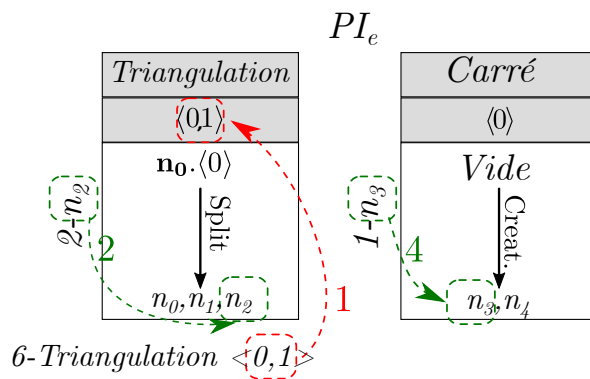 PI_e
Triangulation
⟨0,1⟩
n₀.⟨0⟩
2-n₂
2
Split
n₀,n₁,n₂
1
6-Triangulation <0,1>
Carré
⟨0⟩
Vide
1-n₃
4
Creat.
n₃,n₄